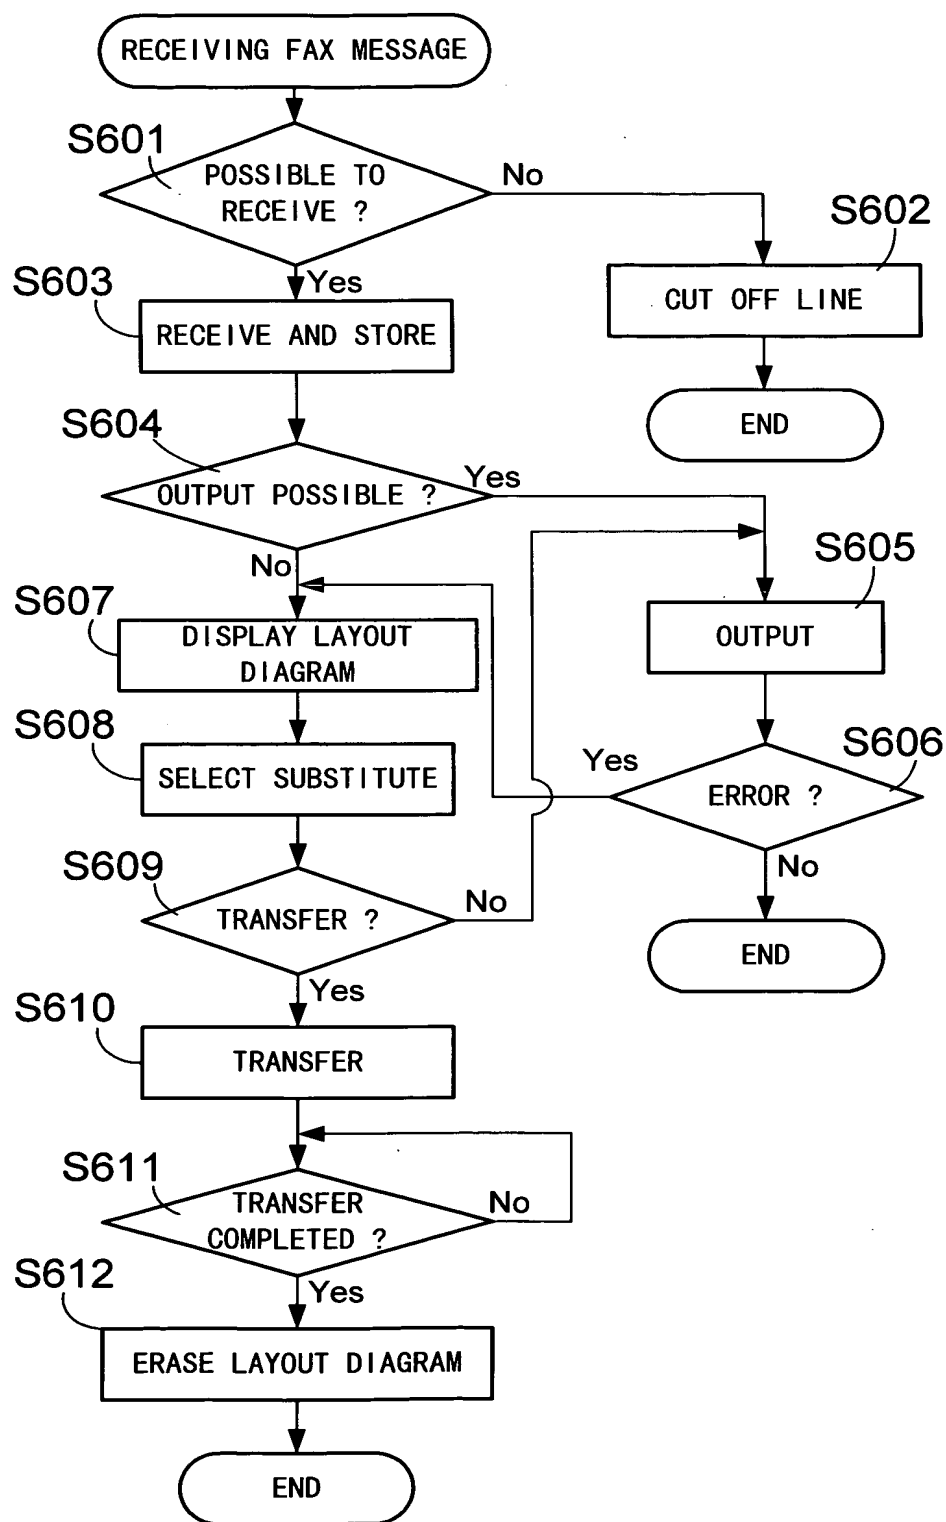 RECEIVING FAX MESSAGE
S601
POSSIBLE TO
RECEIVE ?
No
S602
CUT OFF LINE
END
Yes
S603
RECEIVE AND STORE
S604
OUTPUT POSSIBLE ?
Yes
No
S605
OUTPUT
S607
DISPLAY LAYOUT
DIAGRAM
S608
SELECT SUBSTITUTE
S606
ERROR ?
Yes
No
END
S609
TRANSFER ?
No
Yes
S610
TRANSFER
S611
TRANSFER
COMPLETED ?
No
Yes
S612
ERASE LAYOUT DIAGRAM
END